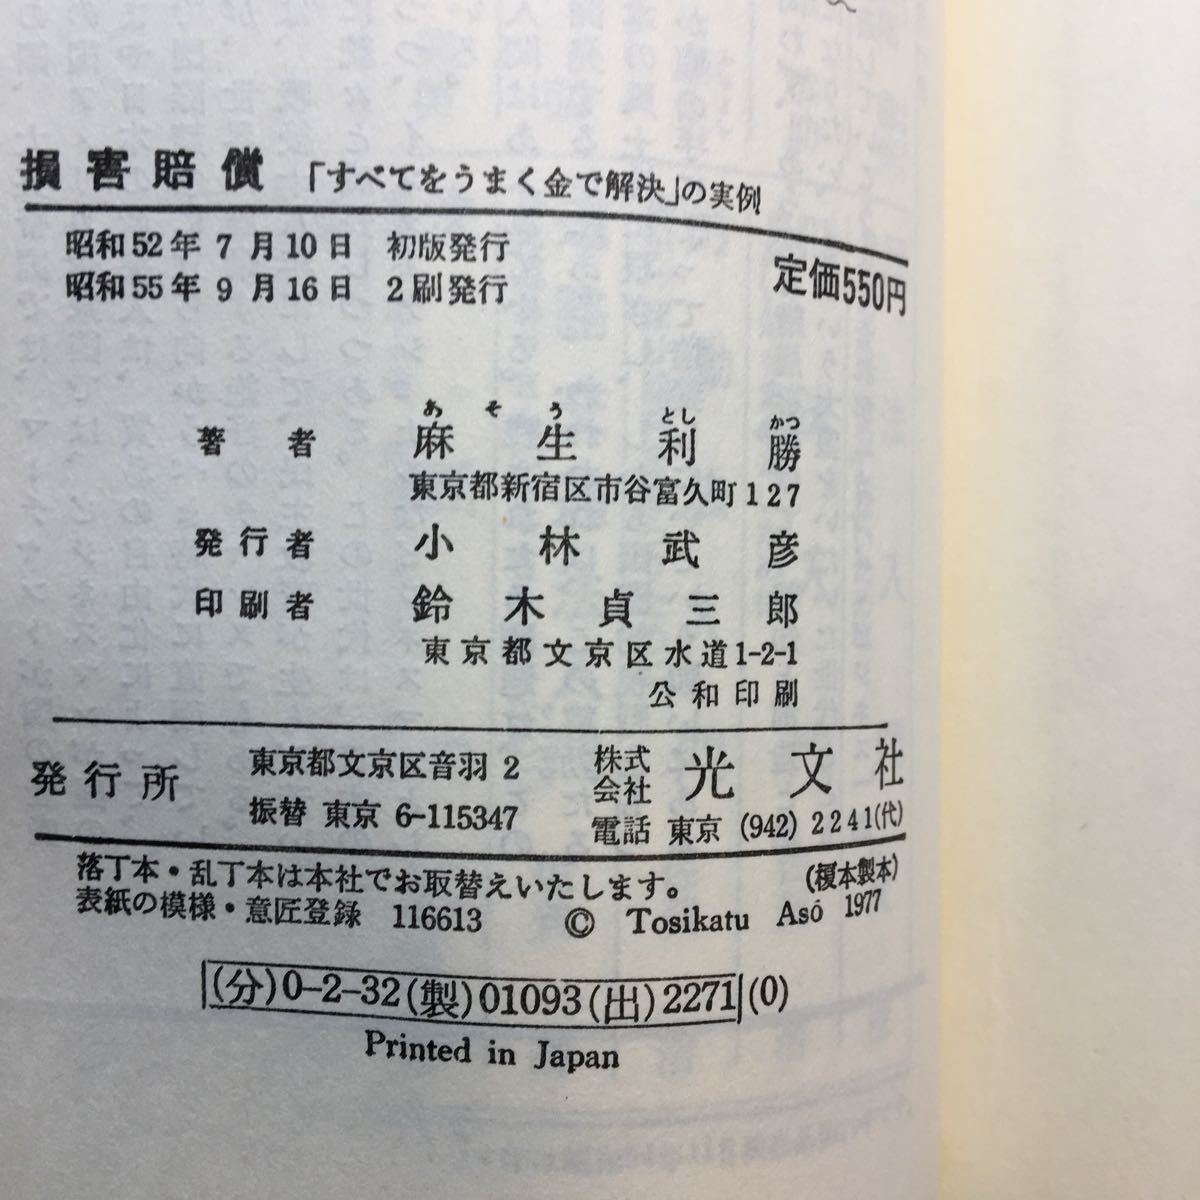 損害賠償 「すべてをうまく金で解決」の実例
昭和52年7月10日 初版発行
昭和55年9月16日 2刷発行
定価550円
あ そ う とし かつ
著者 麻生利勝
東京都新宿区市谷富久町127
発行者 小林武彦
印刷者 鈴木貞三郎
東京都文京区水道1-2-1
公和印刷
発行所 東京都文京区音羽2 株式会社 光文社
振替 東京 6-115347 電話 東京 (942) 2241(代)
落丁本・乱丁本は本社でお取替えいたします。 (榎本製本)
表紙の模様・意匠登録 116613 © Tosikatu Asô 1977
(分)0-2-32(製)01093(出)2271(0)
Printed in Japan